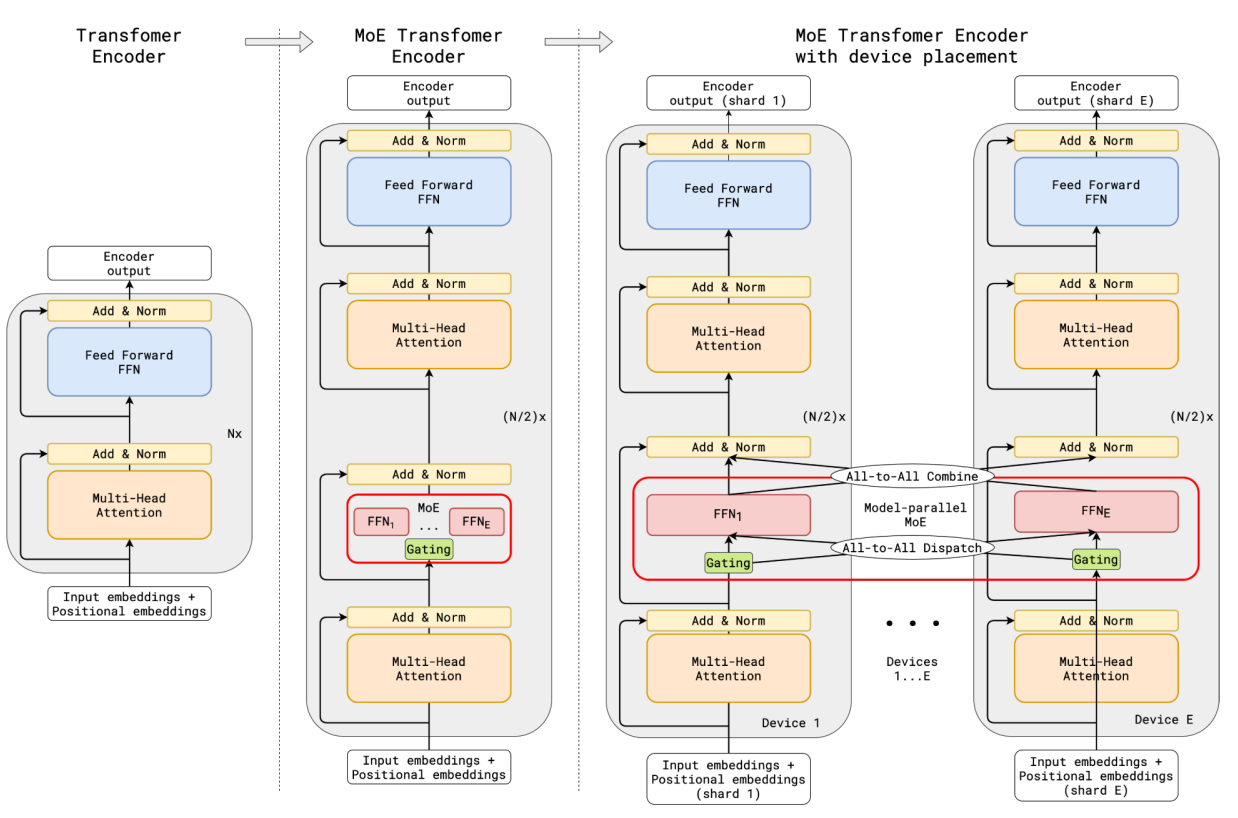 Transfomer
Encoder
MoE Transfomer
Encoder
MoE Transfomer Encoder
with device placement
Encoder
output
Add & Norm
Feed Forward
FFN
Add & Norm
Multi-Head
Attention
Nx
Input embeddings +
Positional embeddings
Encoder
output
Add & Norm
Feed Forward
FFN
Add & Norm
Multi-Head
Attention
(N/2)x
Add & Norm
MoE
FFN1
...
FFNE
Gating
Add & Norm
Multi-Head
Attention
Input embeddings +
Positional embeddings
Encoder
output (shard 1)
Add & Norm
Feed Forward
FFN
Add & Norm
Multi-Head
Attention
(N/2)x
Add & Norm
FFN1
Gating
Add & Norm
Multi-Head
Attention
Device 1
Input embeddings +
Positional embeddings
(shard 1)
All-to-All Combine
Model-parallel
MoE
All-to-All Dispatch
• • •
Devices
1...E
Encoder
output (shard E)
Add & Norm
Feed Forward
FFN
Add & Norm
Multi-Head
Attention
(N/2)x
Add & Norm
FFNE
Gating
Add & Norm
Multi-Head
Attention
Device E
Input embeddings +
Positional embeddings
(shard E)